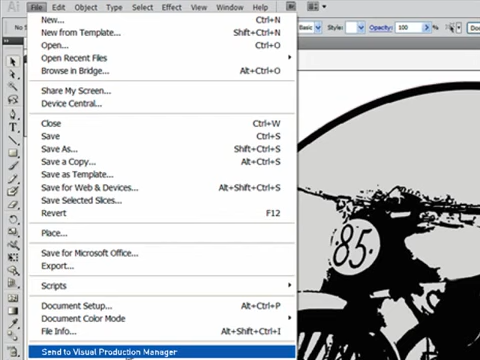 Ai File Edit Object Type Select Effect View Window Help Br
New... Ctrl+N
New from Template... Shift+Ctrl+N
Open... Ctrl+O
Open Recent Files
Browse in Bridge... Alt+Ctrl+O
Share My Screen...
Device Central...
Close Ctrl+W
Save Ctrl+S
Save As... Shift+Ctrl+S
Save a Copy... Alt+Ctrl+S
Save as Template...
Save for Web & Devices... Alt+Shift+Ctrl+S
Save Selected Slices...
Revert F12
Place...
Save for Microsoft Office...
Export...
Scripts
Document Setup... Alt+Ctrl+P
Document Color Mode
File Info... Alt+Shift+Ctrl+I
Send to Visual Production Manager
Basic Style: Opacity: 100
85